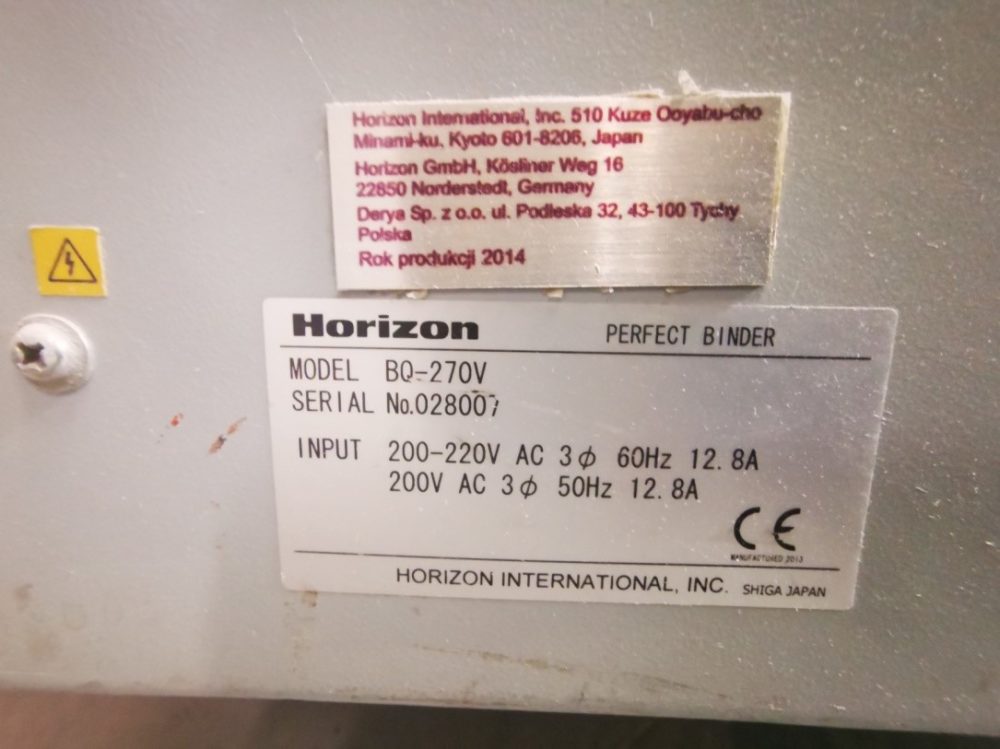 Horizon International, Inc. 510 Kuze Ooyabu-cho
Minami-ku, Kyoto 601-8206, Japan
Horizon GmbH, Kösliner Weg 16
22850 Norderstedt, Germany
Derya Sp. z o.o. ul. Podleska 32, 43-100 Tychy
Polska
Rok produkcji 2014
Horizon PERFECT BINDER
MODEL BQ-270V
SERIAL No.028007
INPUT 200-220V AC 3φ 60Hz 12.8A
200V AC 3φ 50Hz 12.8A
CE
MANUFACTURED 2013
HORIZON INTERNATIONAL, INC. SHIGA JAPAN